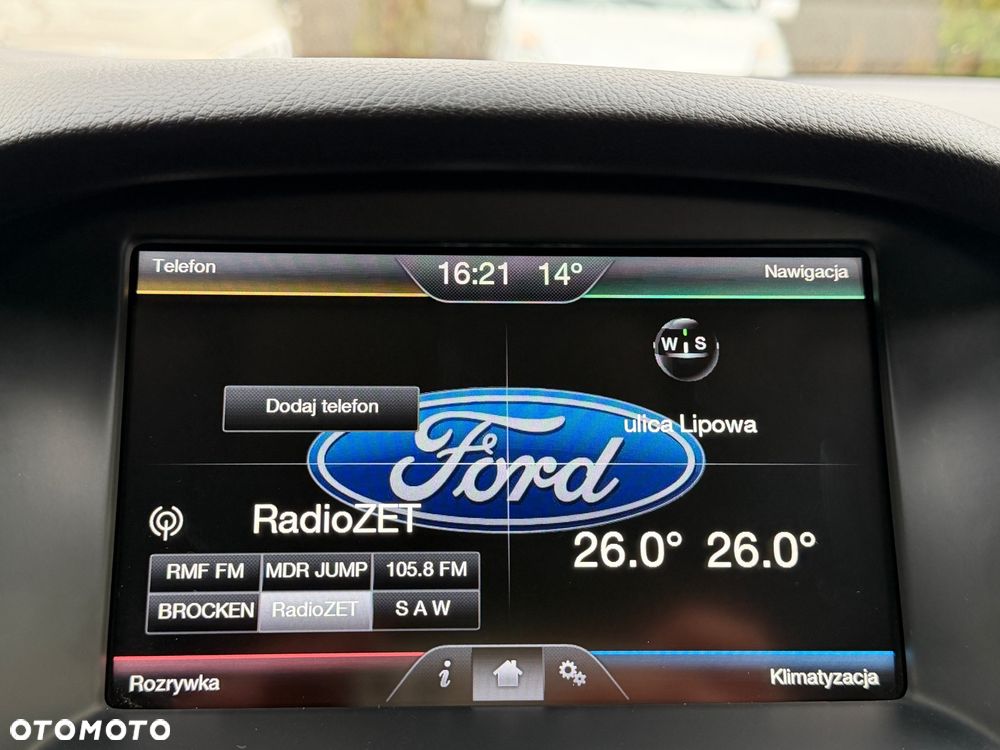 Telefon
16:21 14°
Nawigacja
W S
Dodaj telefon
Ford
ulica Lipowa
RadioZET
26.0° 26.0°
RMF FM MDR JUMP 105.8 FM
BROCKEN RadioZET S A W
i
Rozrywka
Klimatyzacja
OTOMOTO